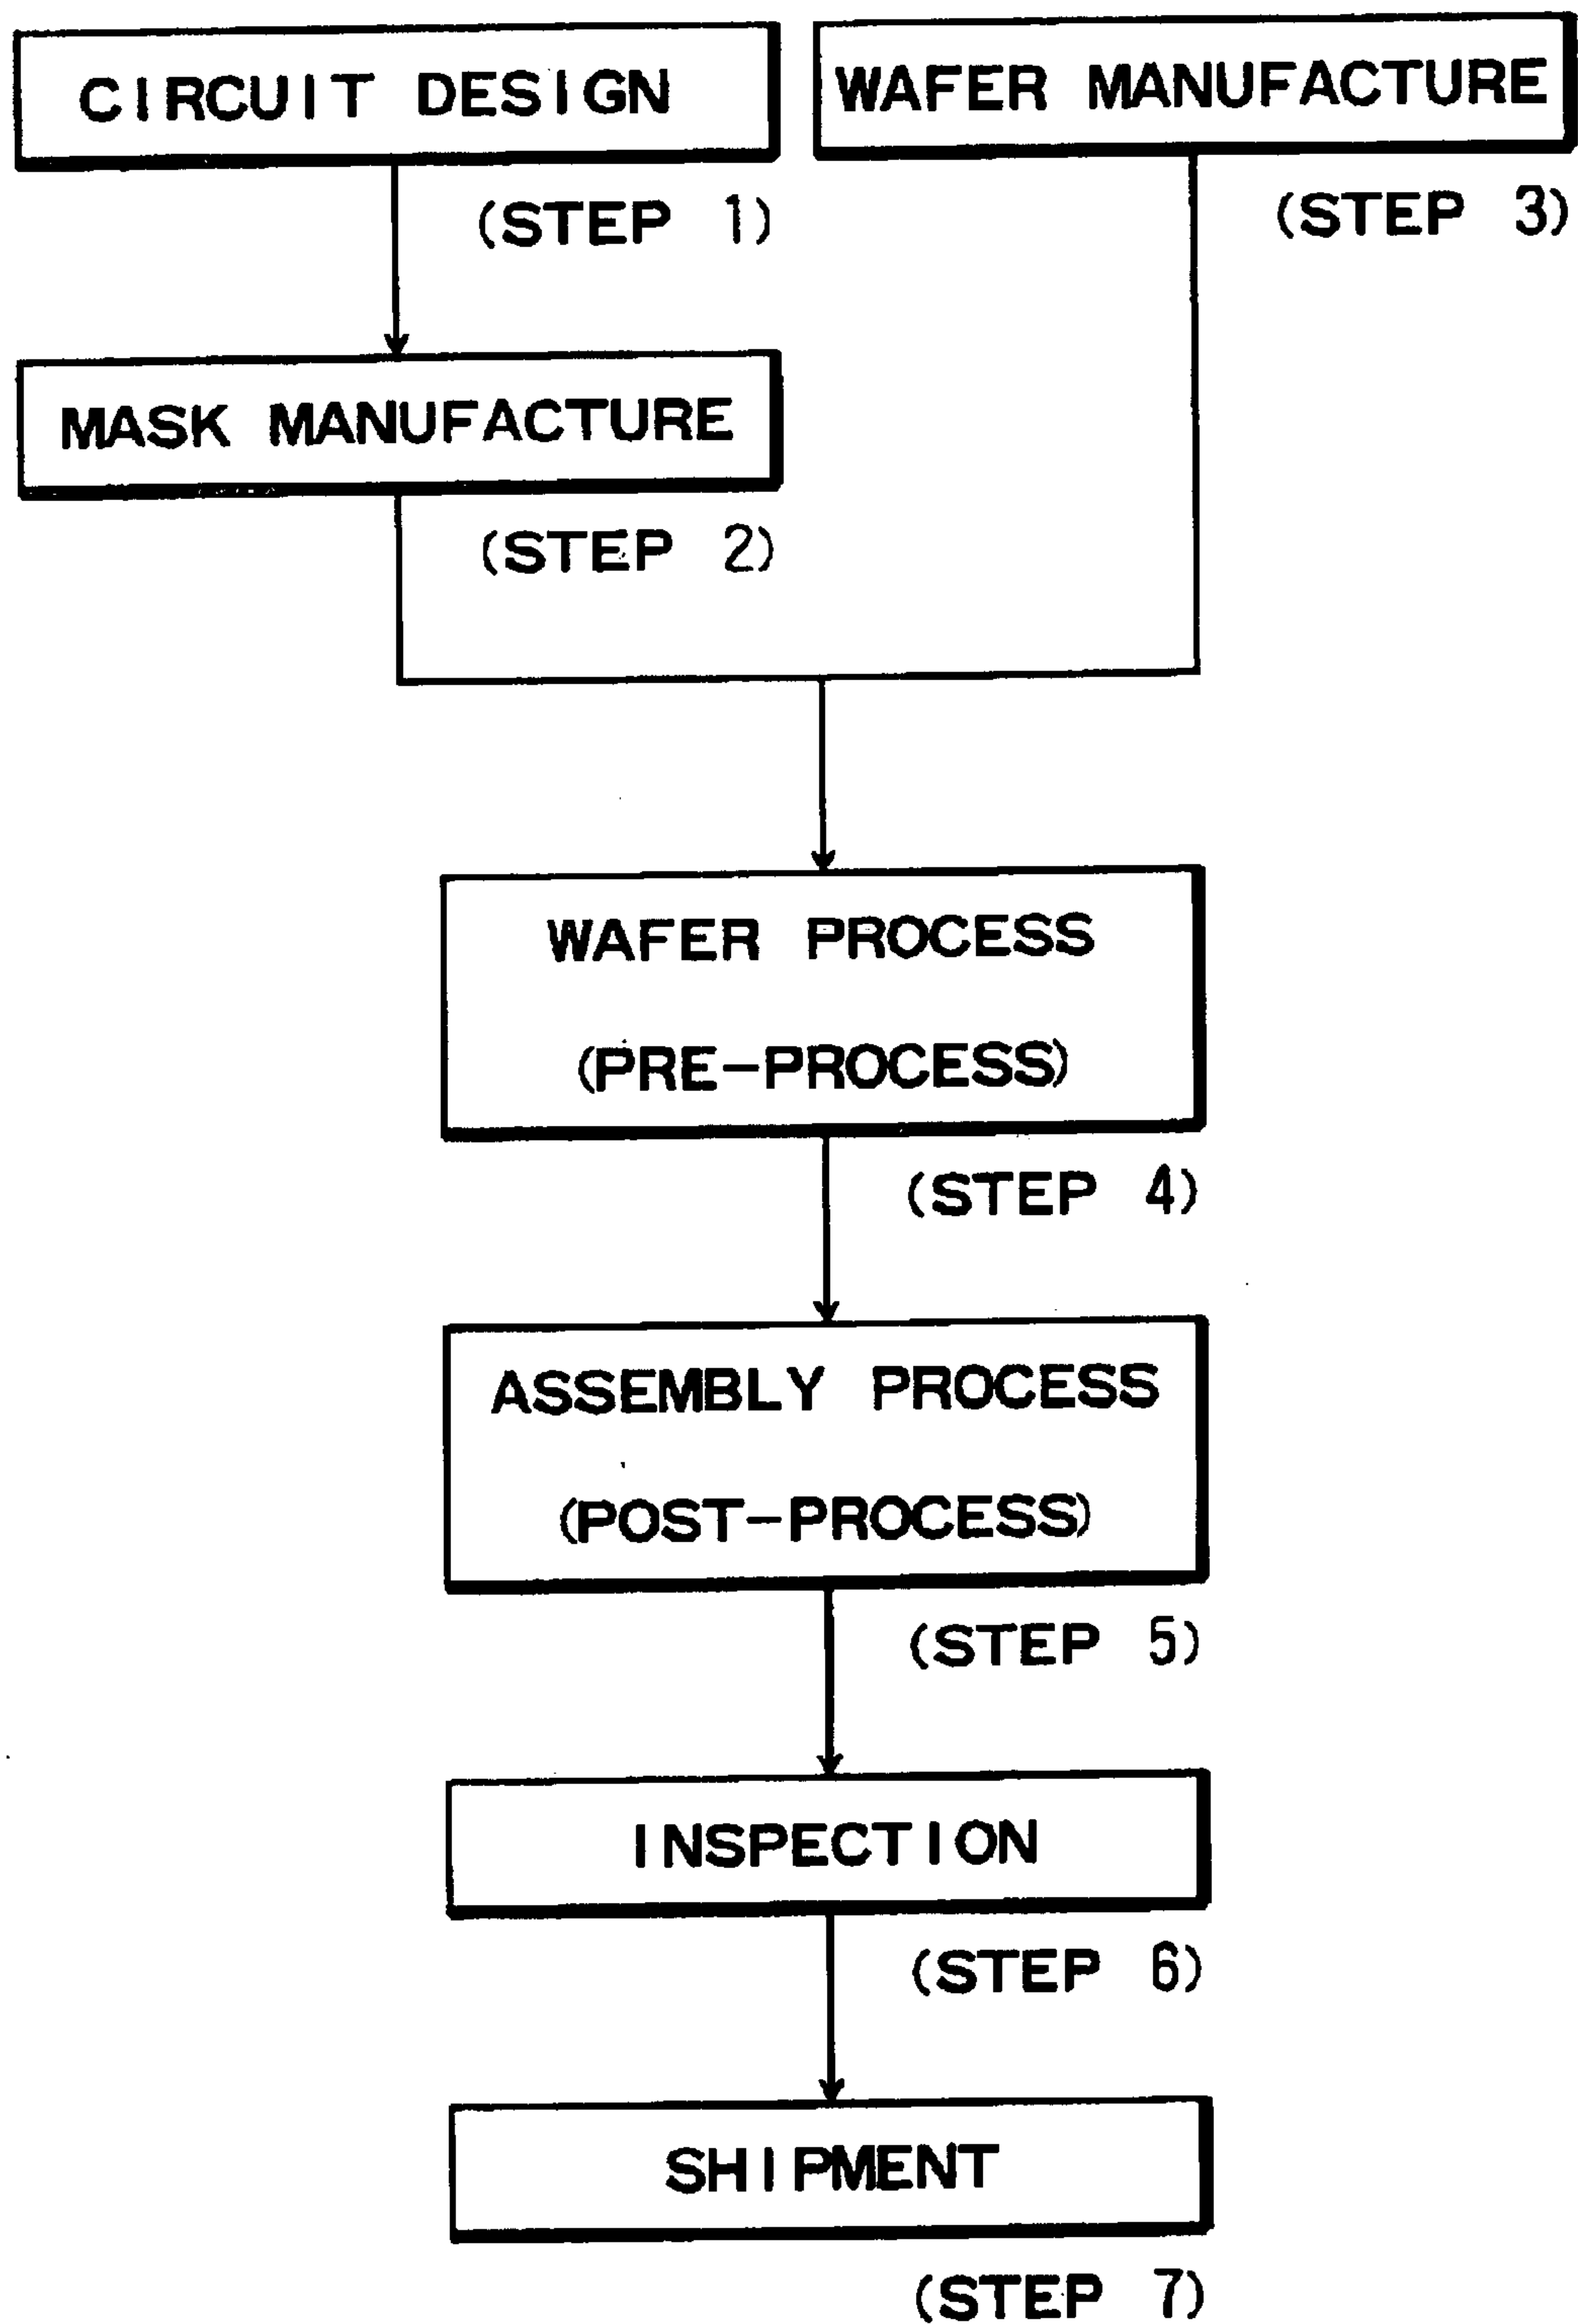 CIRCUIT DESIGN
(STEP 1)
WAFER MANUFACTURE
(STEP 3)
MASK MANUFACTURE
(STEP 2)
WAFER PROCESS
(PRE-PROCESS)
(STEP 4)
ASSEMBLY PROCESS
(POST-PROCESS)
(STEP 5)
INSPECTION
(STEP 6)
SHIPMENT
(STEP 7)